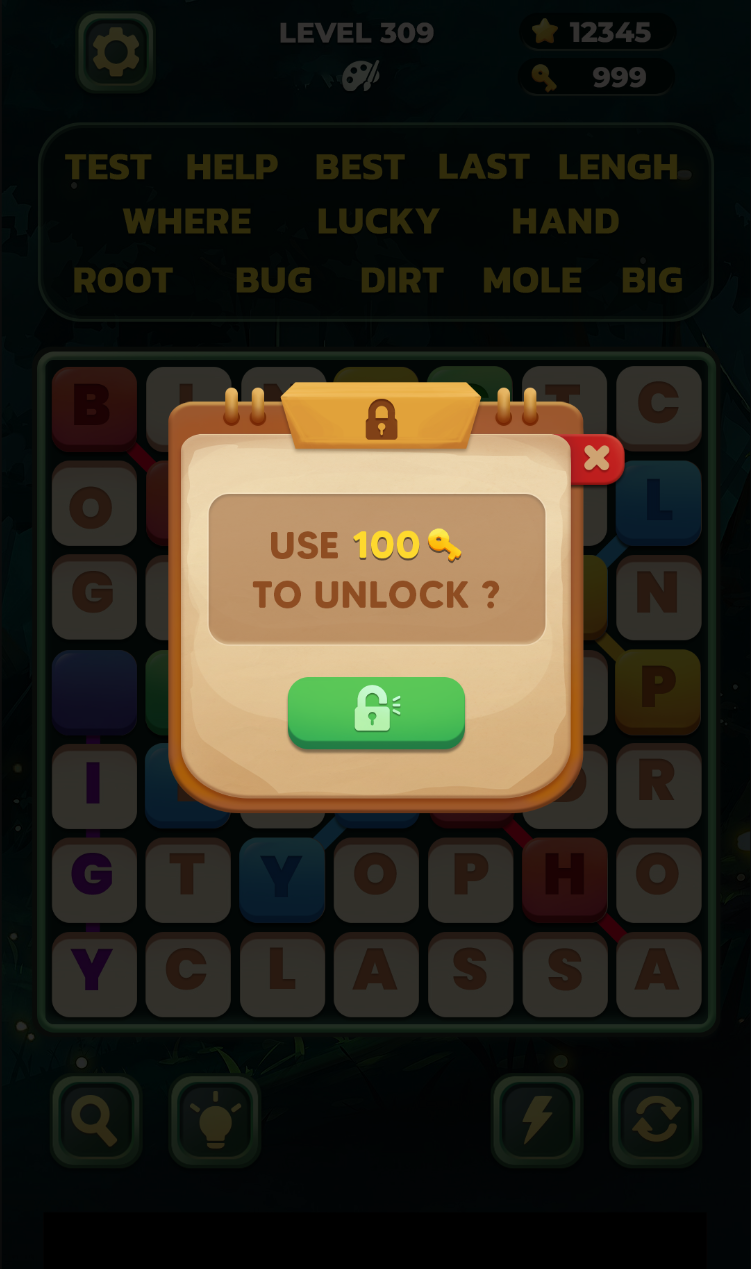 LEVEL 309
12345
999
TEST HELP BEST LAST LENGH
WHERE LUCKY HAND
ROOT BUG DIRT MOLE BIG
B T C
O L
G N
P
I R
G T Y O P H O
Y C L A S S A
USE 100
TO UNLOCK ?